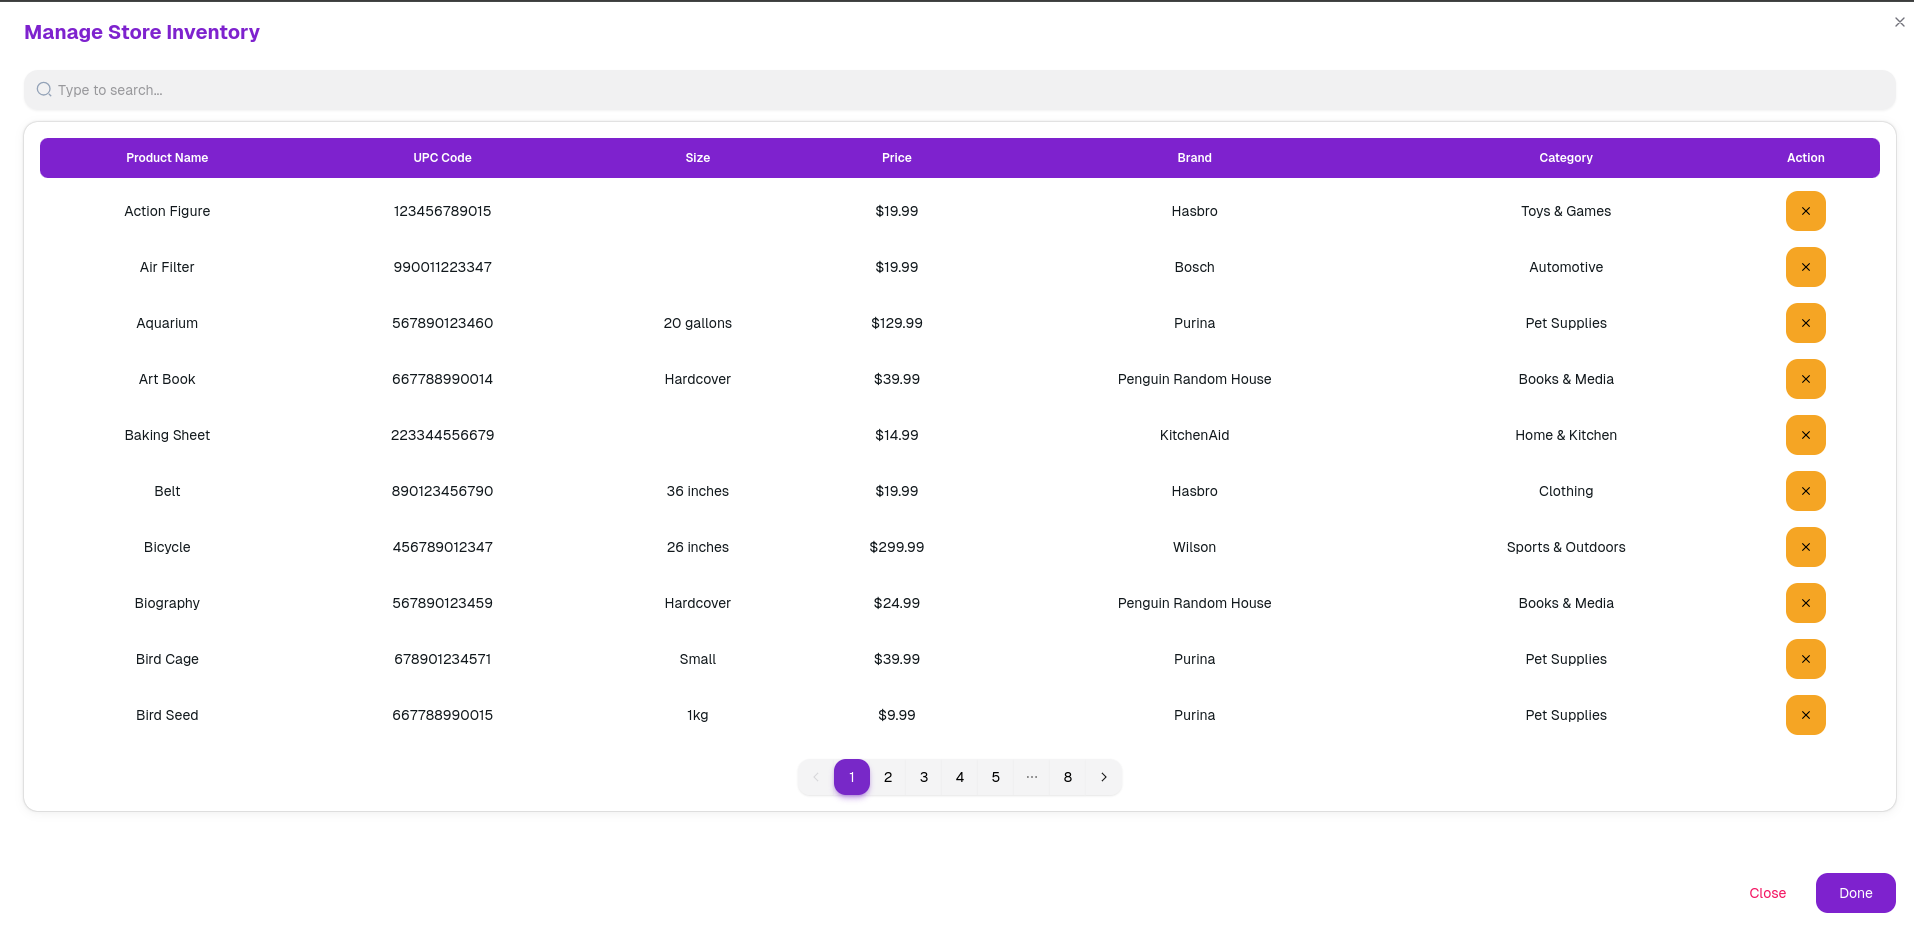 Manage Store Inventory
Type to search...
Product Name UPC Code Size Price Brand Category Action
Action Figure 123456789015 $19.99 Hasbro Toys & Games
Air Filter 990011223347 $19.99 Bosch Automotive
Aquarium 567890123460 20 gallons $129.99 Purina Pet Supplies
Art Book 667788990014 Hardcover $39.99 Penguin Random House Books & Media
Baking Sheet 223344556679 $14.99 KitchenAid Home & Kitchen
Belt 890123456790 36 inches $19.99 Hasbro Clothing
Bicycle 456789012347 26 inches $299.99 Wilson Sports & Outdoors
Biography 567890123459 Hardcover $24.99 Penguin Random House Books & Media
Bird Cage 678901234571 Small $39.99 Purina Pet Supplies
Bird Seed 667788990015 1kg $9.99 Purina Pet Supplies
1 2 3 4 5 ... 8
Close Done